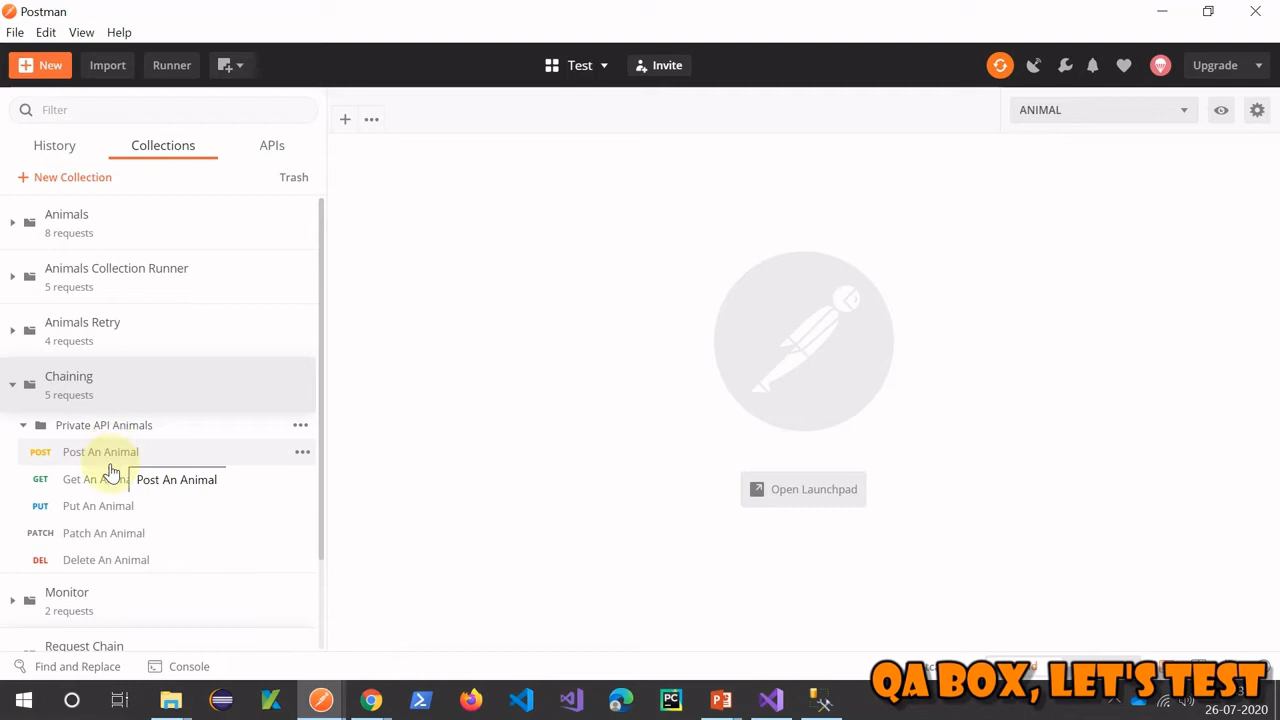 Postman
File Edit View Help
New Import Runner Test Invite Upgrade
Filter
ANIMAL
History Collections APIs
New Collection Trash
Animals
8 requests
Animals Collection Runner
5 requests
Animals Retry
4 requests
Chaining
5 requests
Private API Animals
POST Post An Animal
GET Get An Post An Animal
PUT Put An Animal
PATCH Patch An Animal
DEL Delete An Animal
Open Launchpad
Monitor
2 requests
Request Chain
Find and Replace Console
QA BOX, LET'S TEST
26-07-2020